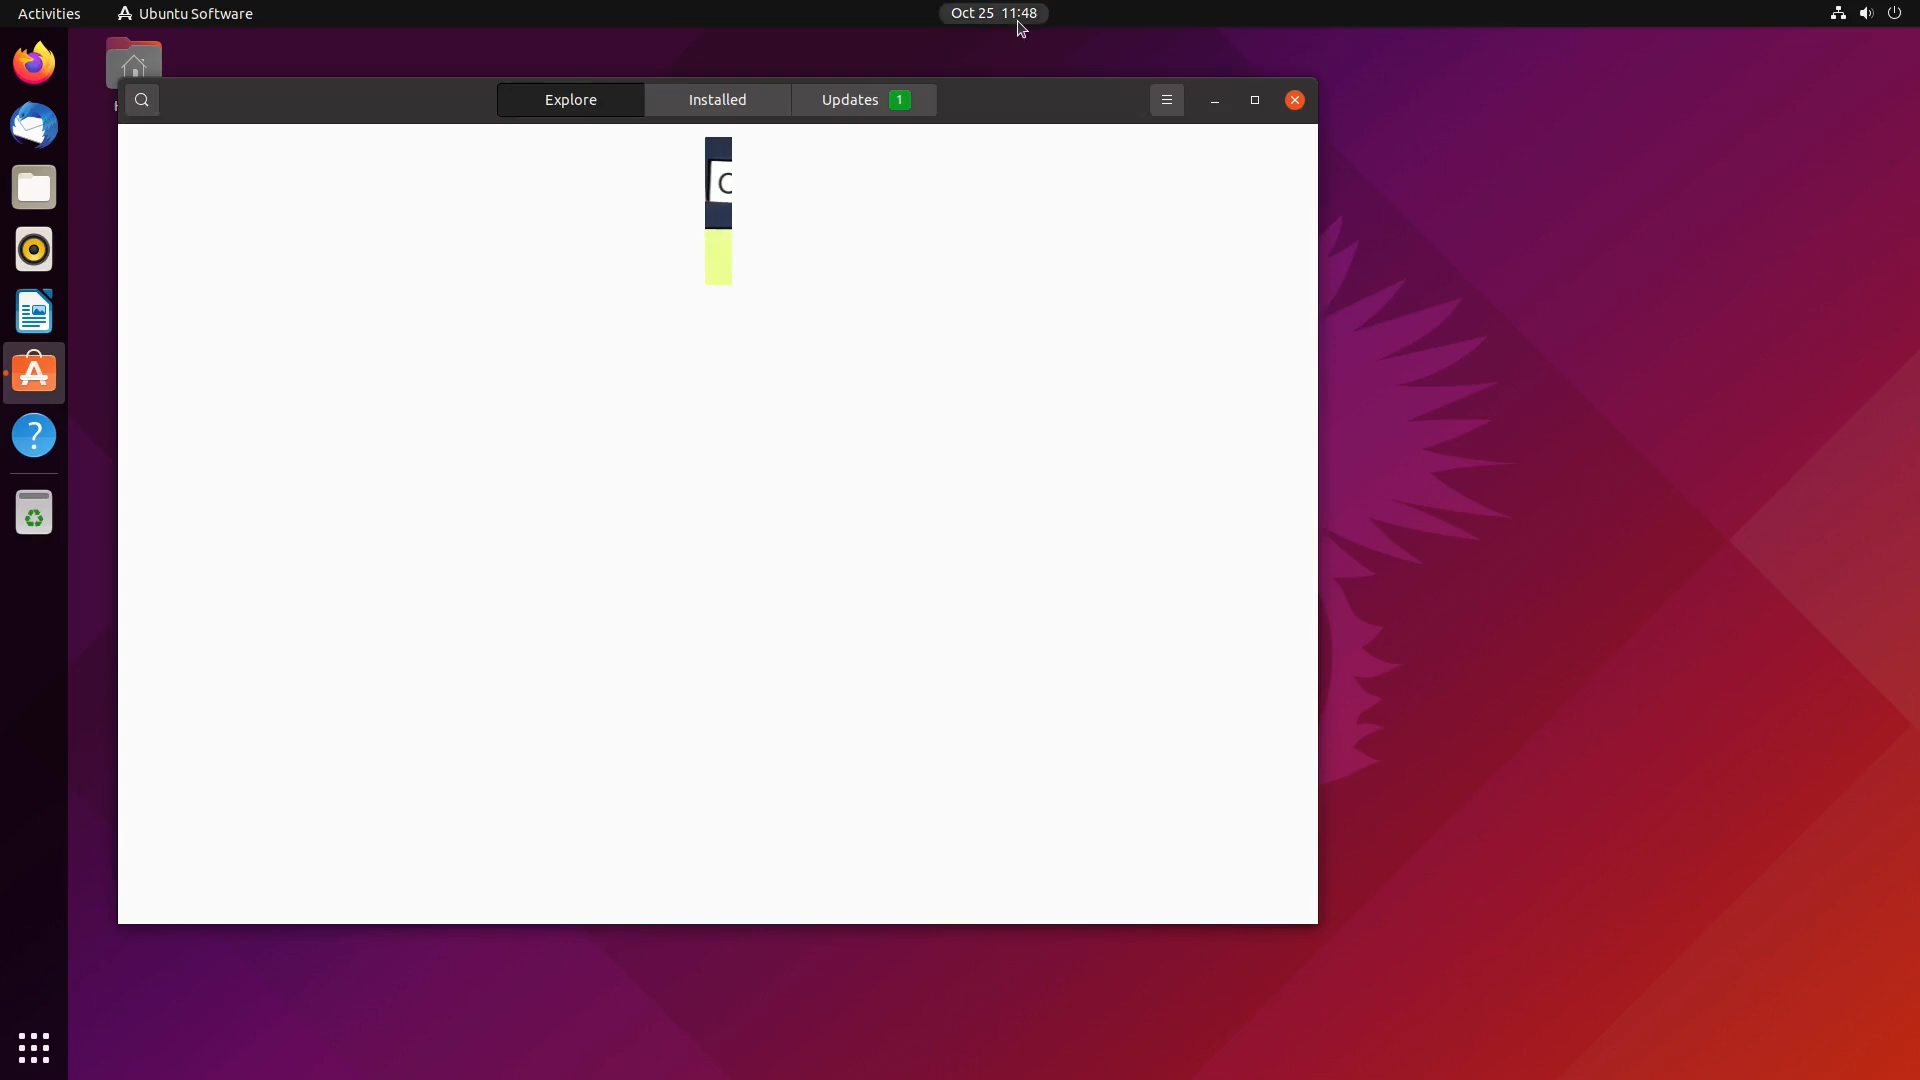 Activities
Ubuntu Software
Oct 25 11:48
Explore
Installed
Updates 1